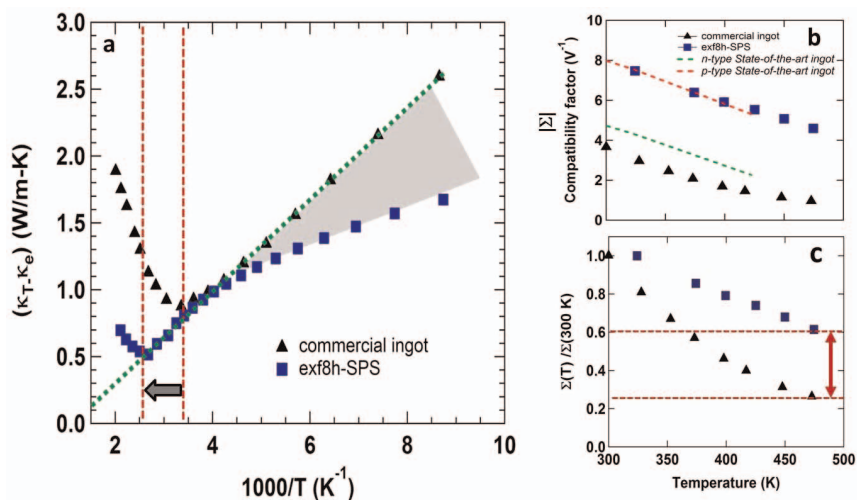 a
3.0
2.5
2.0
1.5
1.0
0.5
0.0
(κT-κe) (W/m-K)
commercial ingot
exf8h-SPS
2 4 6 8 10
1000/T (K⁻¹)
b
commercial ingot
exf8h-SPS
n-type State-of-the-art ingot
p-type State-of-the-art ingot
10
8
6
4
2
0
|Σ|
Compatibility factor (V⁻¹)
c
1.0
0.8
0.6
0.4
0.2
0.0
Σ(T) /Σ(300 K)
300 350 400 450 500
Temperature (K)